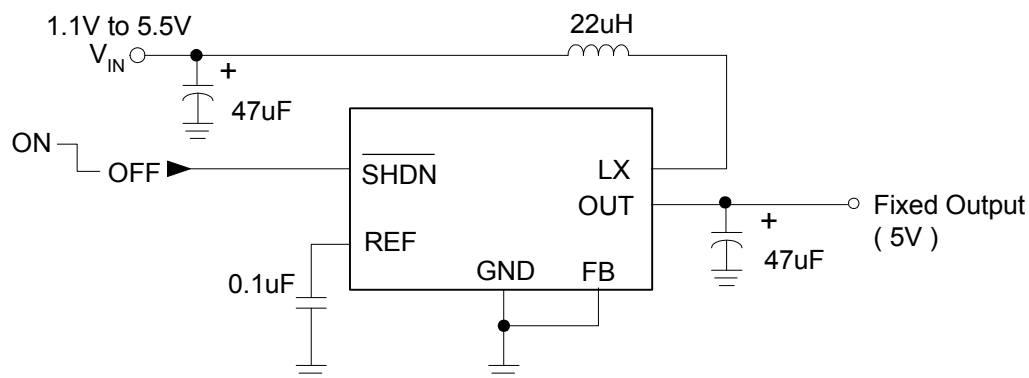 1.1V to 5.5V
VIN
22uH
+
47uF
ON
OFF
SHDN
LX
OUT
REF
GND
FB
0.1uF
+
47uF
Fixed Output
( 5V )